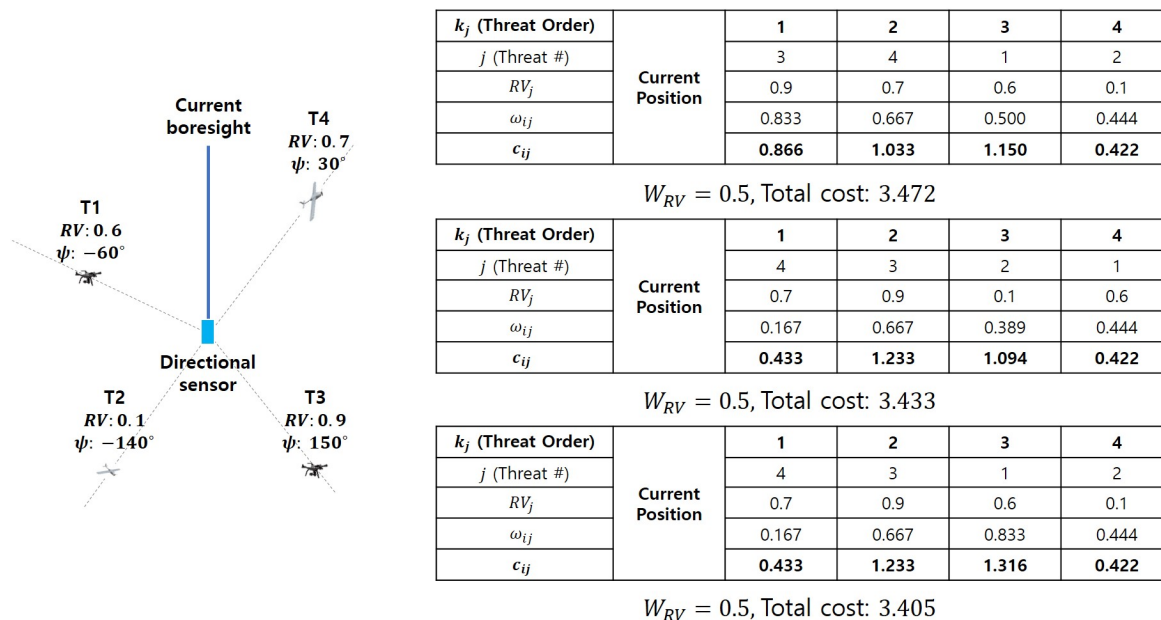 Current
boresight
T4
RV: 0.7
ψ: 30°
T1
RV: 0.6
ψ: −60°
Directional
sensor
T2
RV: 0.1
ψ: −140°
T3
RV: 0.9
ψ: 150°
k_j (Threat Order) Current Position 1 2 3 4
j (Threat #) 3 4 1 2
RV_j 0.9 0.7 0.6 0.1
ω_ij 0.833 0.667 0.500 0.444
c_ij 0.866 1.033 1.150 0.422
W_RV = 0.5, Total cost: 3.472
k_j (Threat Order) Current Position 1 2 3 4
j (Threat #) 4 3 2 1
RV_j 0.7 0.9 0.1 0.6
ω_ij 0.167 0.667 0.389 0.444
c_ij 0.433 1.233 1.094 0.422
W_RV = 0.5, Total cost: 3.433
k_j (Threat Order) Current Position 1 2 3 4
j (Threat #) 4 3 1 2
RV_j 0.7 0.9 0.6 0.1
ω_ij 0.167 0.667 0.833 0.444
c_ij 0.433 1.233 1.316 0.422
W_RV = 0.5, Total cost: 3.405